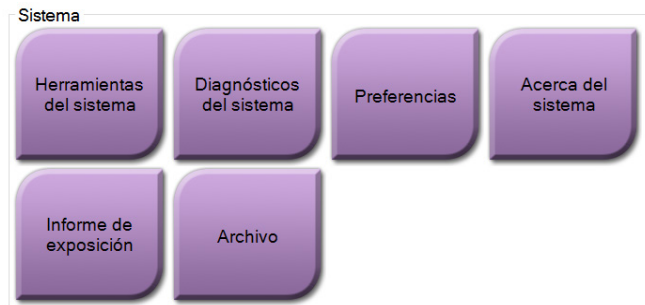 Sistema
Herramientas
del sistema
Diagnósticos
del sistema
Preferencias
Acerca del
sistema
Informe de
exposición
Archivo